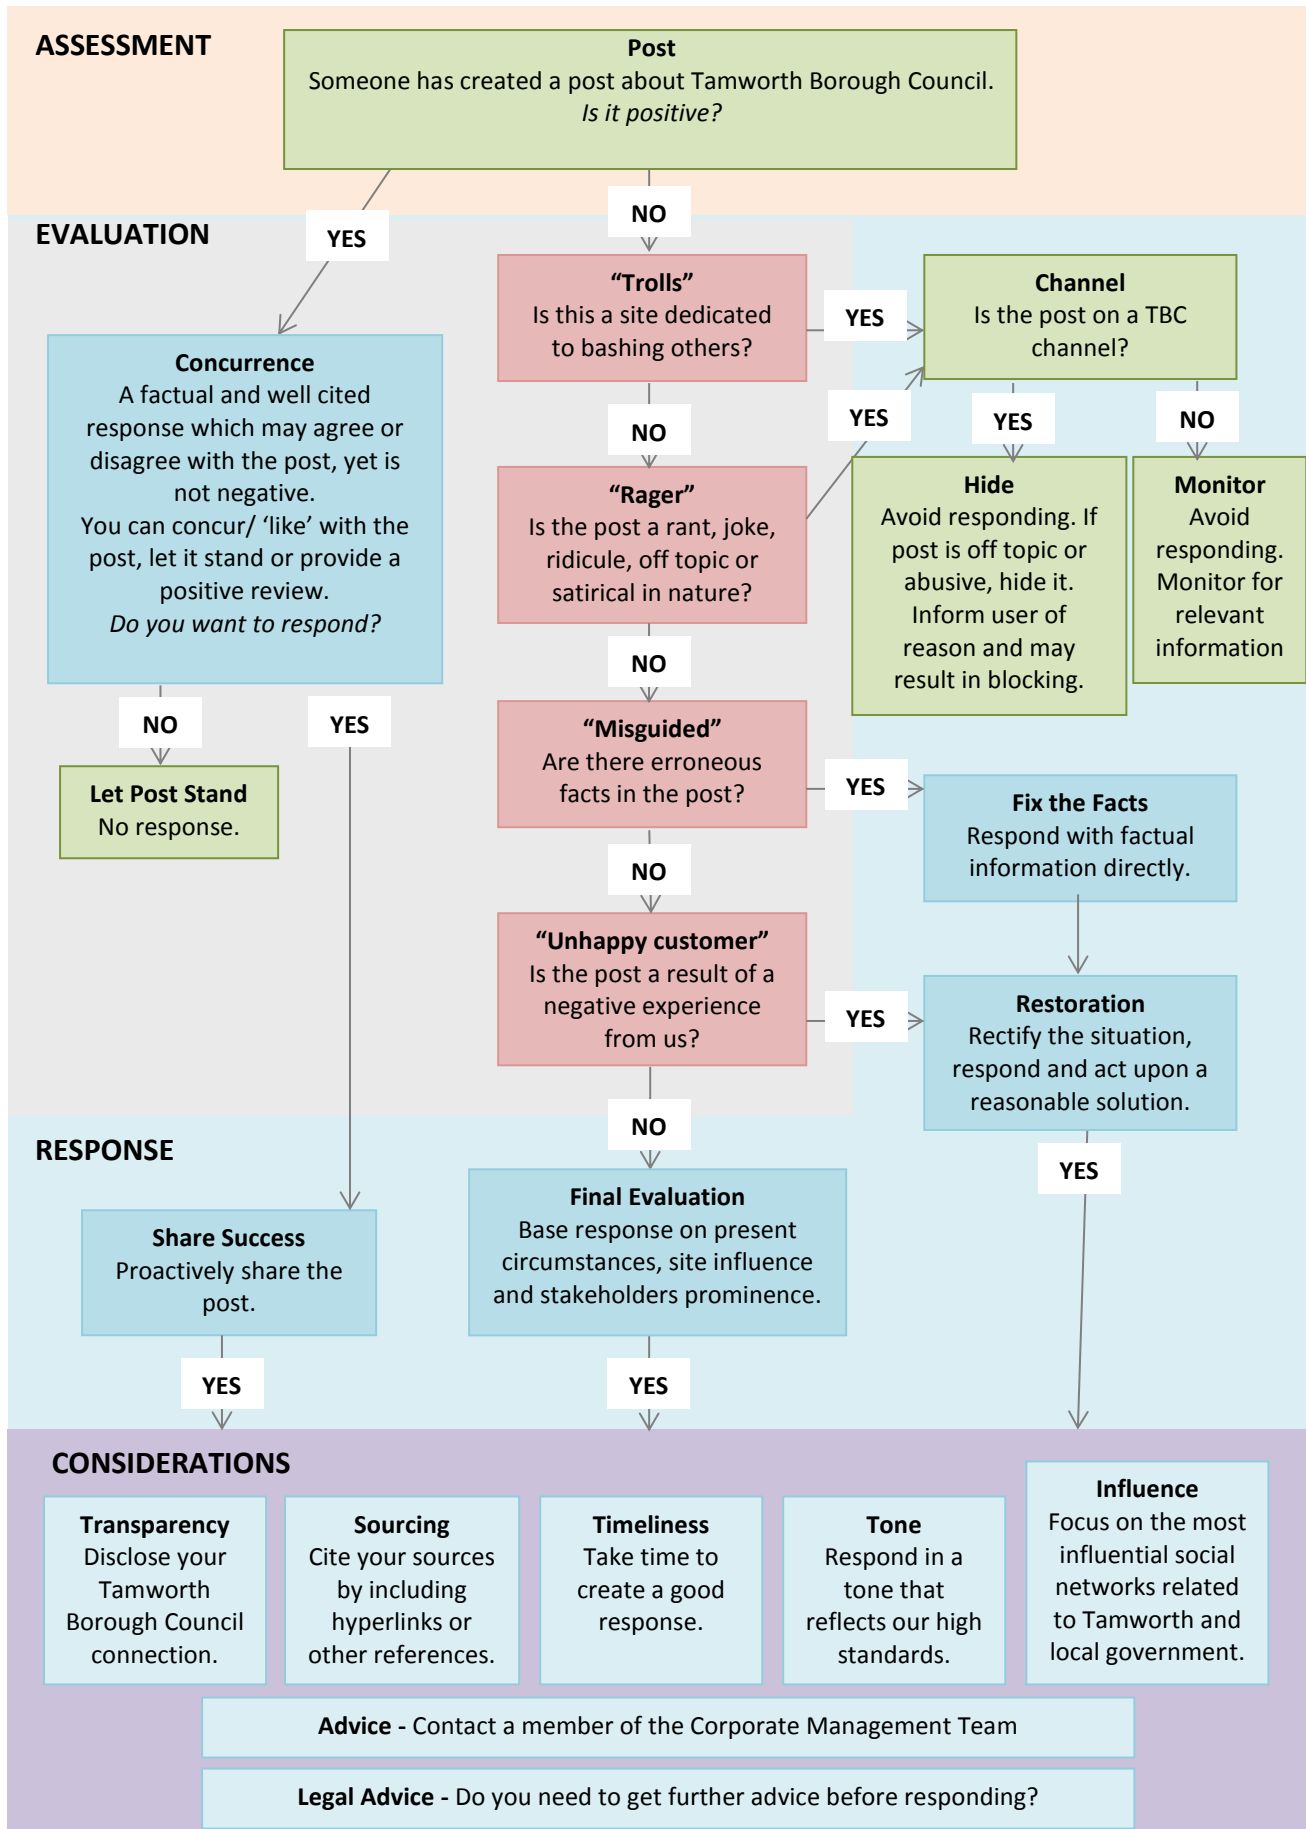 ASSESSMENT
Post
Someone has created a post about Tamworth Borough Council.
Is it positive?
YES
NO
EVALUATION
Concurrence
A factual and well cited
response which may agree or
disagree with the post, yet is
not negative.
You can concur/ ‘like’ with the
post, let it stand or provide a
positive review.
Do you want to respond?
NO
YES
Let Post Stand
No response.
“Trolls”
Is this a site dedicated
to bashing others?
YES
NO
Channel
Is the post on a TBC
channel?
YES
NO
“Rager”
Is the post a rant, joke,
ridicule, off topic or
satirical in nature?
YES
NO
Hide
Avoid responding. If
post is off topic or
abusive, hide it.
Inform user of
reason and may
result in blocking.
Monitor
Avoid
responding.
Monitor for
relevant
information
“Misguided”
Are there erroneous
facts in the post?
YES
NO
Fix the Facts
Respond with factual
information directly.
“Unhappy customer”
Is the post a result of a
negative experience
from us?
YES
NO
Restoration
Rectify the situation,
respond and act upon a
reasonable solution.
YES
RESPONSE
Share Success
Proactively share the
post.
YES
Final Evaluation
Base response on present
circumstances, site influence
and stakeholders prominence.
YES
CONSIDERATIONS
Transparency
Disclose your
Tamworth
Borough Council
connection.
Sourcing
Cite your sources
by including
hyperlinks or
other references.
Timeliness
Take time to
create a good
response.
Tone
Respond in a
tone that
reflects our high
standards.
Influence
Focus on the most
influential social
networks related
to Tamworth and
local government.
Advice - Contact a member of the Corporate Management Team
Legal Advice - Do you need to get further advice before responding?